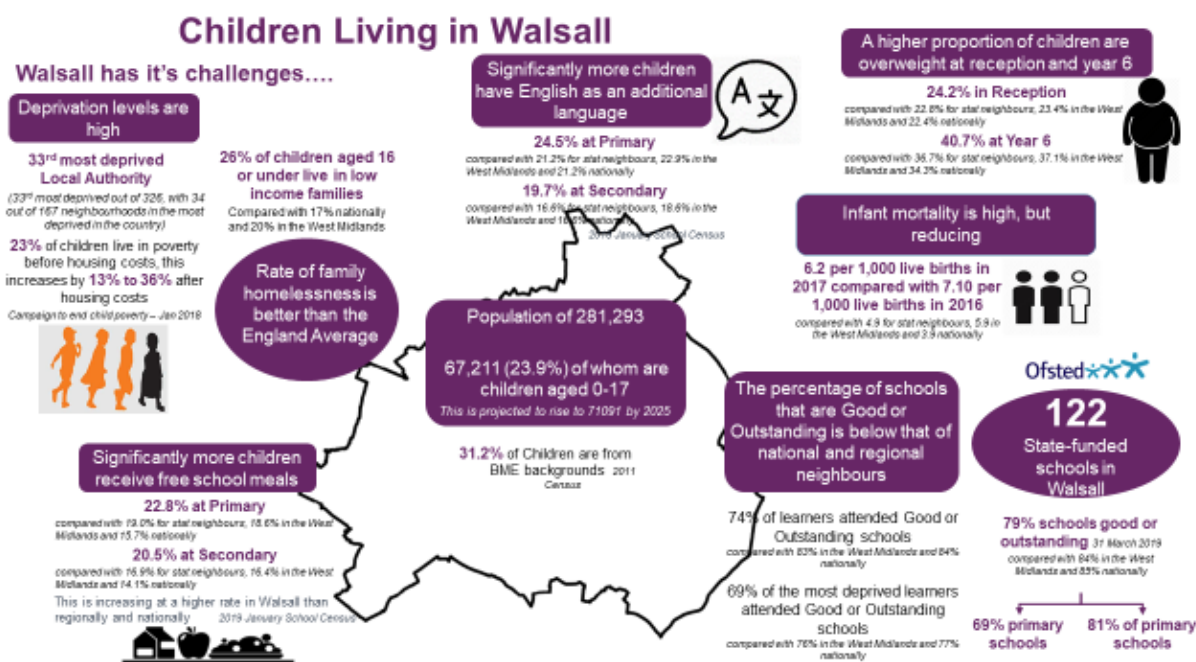 Children Living in Walsall
Walsall has it's challenges....
Deprivation levels are
high
33rd most deprived
Local Authority
(33rd most deprived out of 326, with 34
out of 167 neighbourhoods in the most
deprived in the country)
23% of children live in poverty
before housing costs, this
increases by 13% to 36% after
housing costs
Campaign to end child poverty – Jan 2018
26% of children aged 16
or under live in low
income families
Compared with 17% nationally
and 20% in the West Midlands
Rate of family
homelessness is
better than the
England Average
Significantly more children
have English as an additional
language
A文
24.5% at Primary
compared with 21.2% for stat neighbours, 22.9% in the
West Midlands and 21.2% nationally
19.7% at Secondary
compared with 16.6% for stat neighbours, 18.6% in the
West Midlands and nationally
2019 January School Census
A higher proportion of children are
overweight at reception and year 6
24.2% in Reception
compared with 22.8% for stat neighbours, 23.4% in the West
Midlands and 22.4% nationally
40.7% at Year 6
compared with 36.7% for stat neighbours, 37.1% in the West
Midlands and 34.3% nationally
Infant mortality is high, but
reducing
6.2 per 1,000 live births in
2017 compared with 7.10 per
1,000 live births in 2016
compared with 4.9 for stat neighbours, 5.9 in
the West Midlands and 3.9 nationally
Population of 281,293
67,211 (23.9%) of whom are
children aged 0-17
This is projected to rise to 71091 by 2025
31.2% of Children are from
BME backgrounds 2011
Census
Significantly more children
receive free school meals
22.8% at Primary
compared with 19.0% for stat neighbours, 18.6% in the West
Midlands and 15.7% nationally
20.5% at Secondary
compared with 16.9% for stat neighbours, 16.4% in the West
Midlands and 14.1% nationally
This is increasing at a higher rate in Walsall than
regionally and nationally 2019 January School Census
The percentage of schools
that are Good or
Outstanding is below that of
national and regional
neighbours
74% of learners attended Good or
Outstanding schools
compared with 83% in the West Midlands and 84%
nationally
69% of the most deprived learners
attended Good or Outstanding
schools
compared with 76% in the West Midlands and 77%
nationally
Ofsted
122
State-funded
schools in
Walsall
79% schools good or
outstanding 31 March 2019
compared with 84% in the West
Midlands and 85% nationally
69% primary
schools
81% of primary
schools